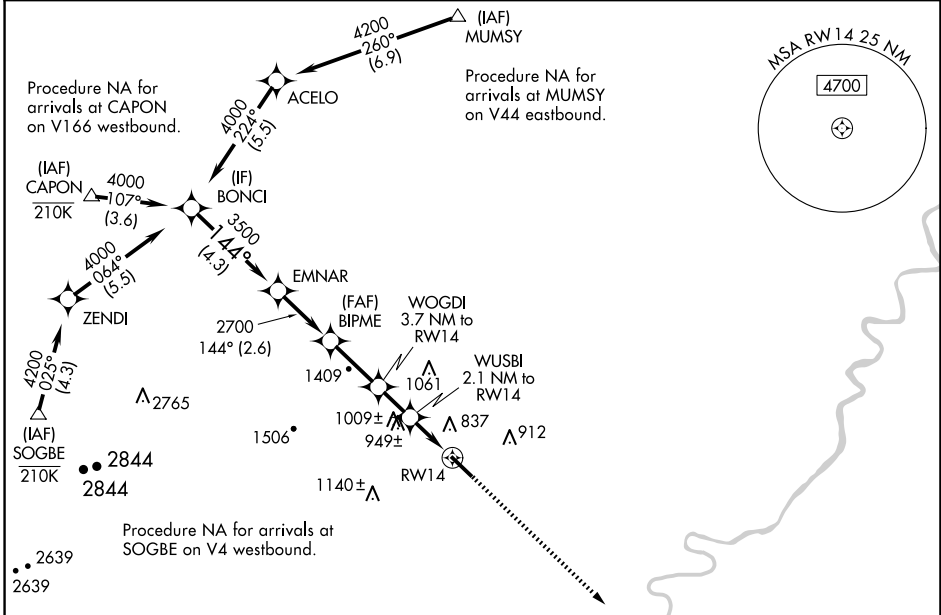 (IAF)
MUMSY
4200
260°
(6.9)
MSA RW14 25 NM
4700
Procedure NA for
arrivals at CAPON
on V166 westbound.
ACELO
Procedure NA for
arrivals at MUMSY
on V44 eastbound.
4000
224°
(5.5)
(IAF)
CAPON
210K
4000
107°
(3.6)
(IF)
BONCI
3500
144°
(4.3)
4000
064°
(5.5)
ZENDI
EMNAR
(FAF)
BIPME
2700
144° (2.6)
WOGDI
3.7 NM to
RW14
4200
025°
(4.3)
1409
1061
WUSBI
2.1 NM to
RW14
2765
(IAF)
SOGBE
210K
1506
1009±
949±
837
912
RW14
2844
2844
1140±
Procedure NA for arrivals at
SOGBE on V4 westbound.
2639
2639